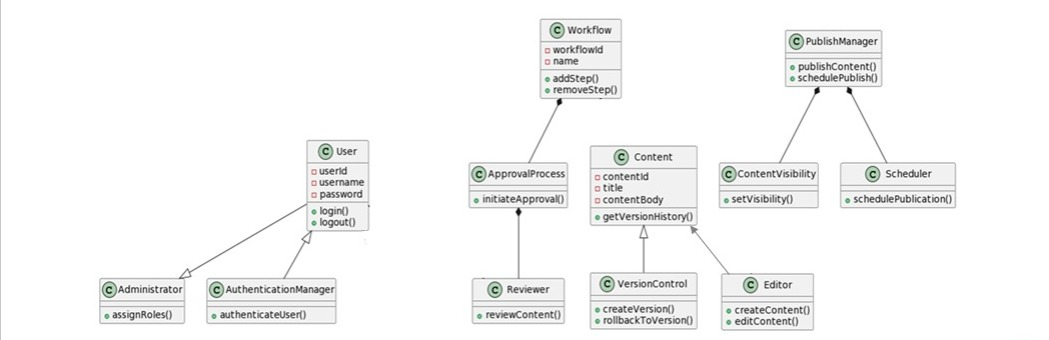 C Workflow
workflowId
name
addStep()
removeStep()
C PublishManager
publishContent()
schedulePublish()
C User
userId
username
password
login()
logout()
C ApprovalProcess
initiateApproval()
C Content
contentId
title
contentBody
getVersionHistory()
C ContentVisibility
setVisibility()
C Scheduler
schedulePublication()
C Administrator
assignRoles()
C AuthenticationManager
authenticateUser()
C Reviewer
reviewContent()
C VersionControl
createVersion()
rollbackToVersion()
C Editor
createContent()
editContent()